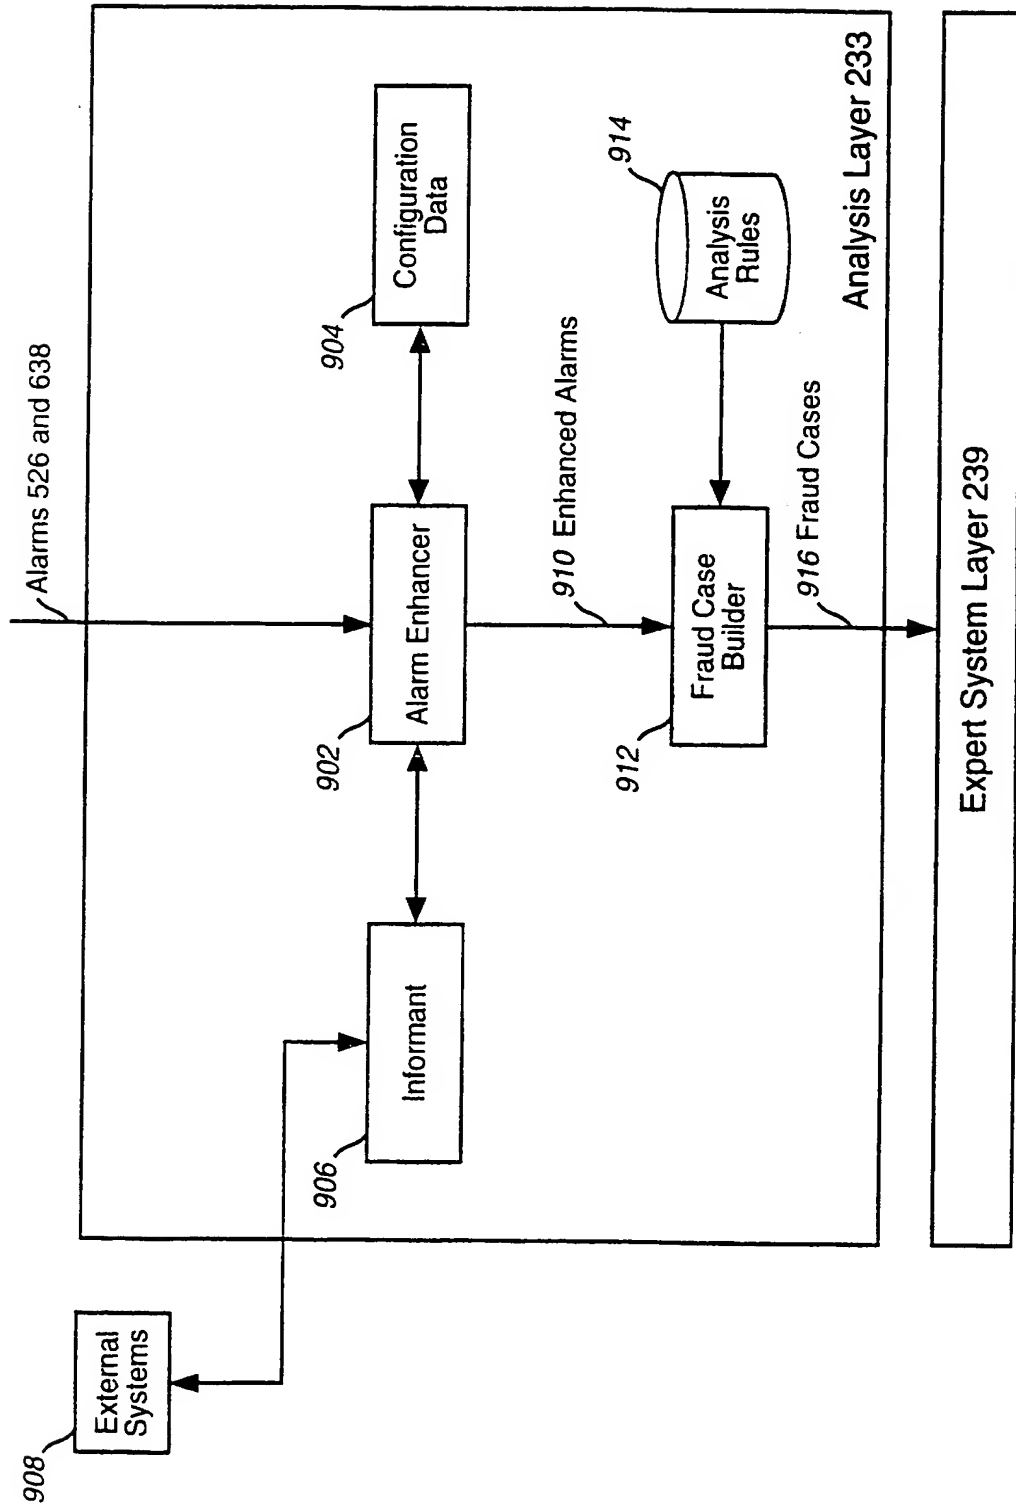 Alarms 526 and 638
904
Configuration
Data
902
Alarm Enhancer
906
Informant
908
External
Systems
910 Enhanced Alarms
914
Analysis
Rules
912
Fraud Case
Builder
916 Fraud Cases
Analysis Layer 233
Expert System Layer 239